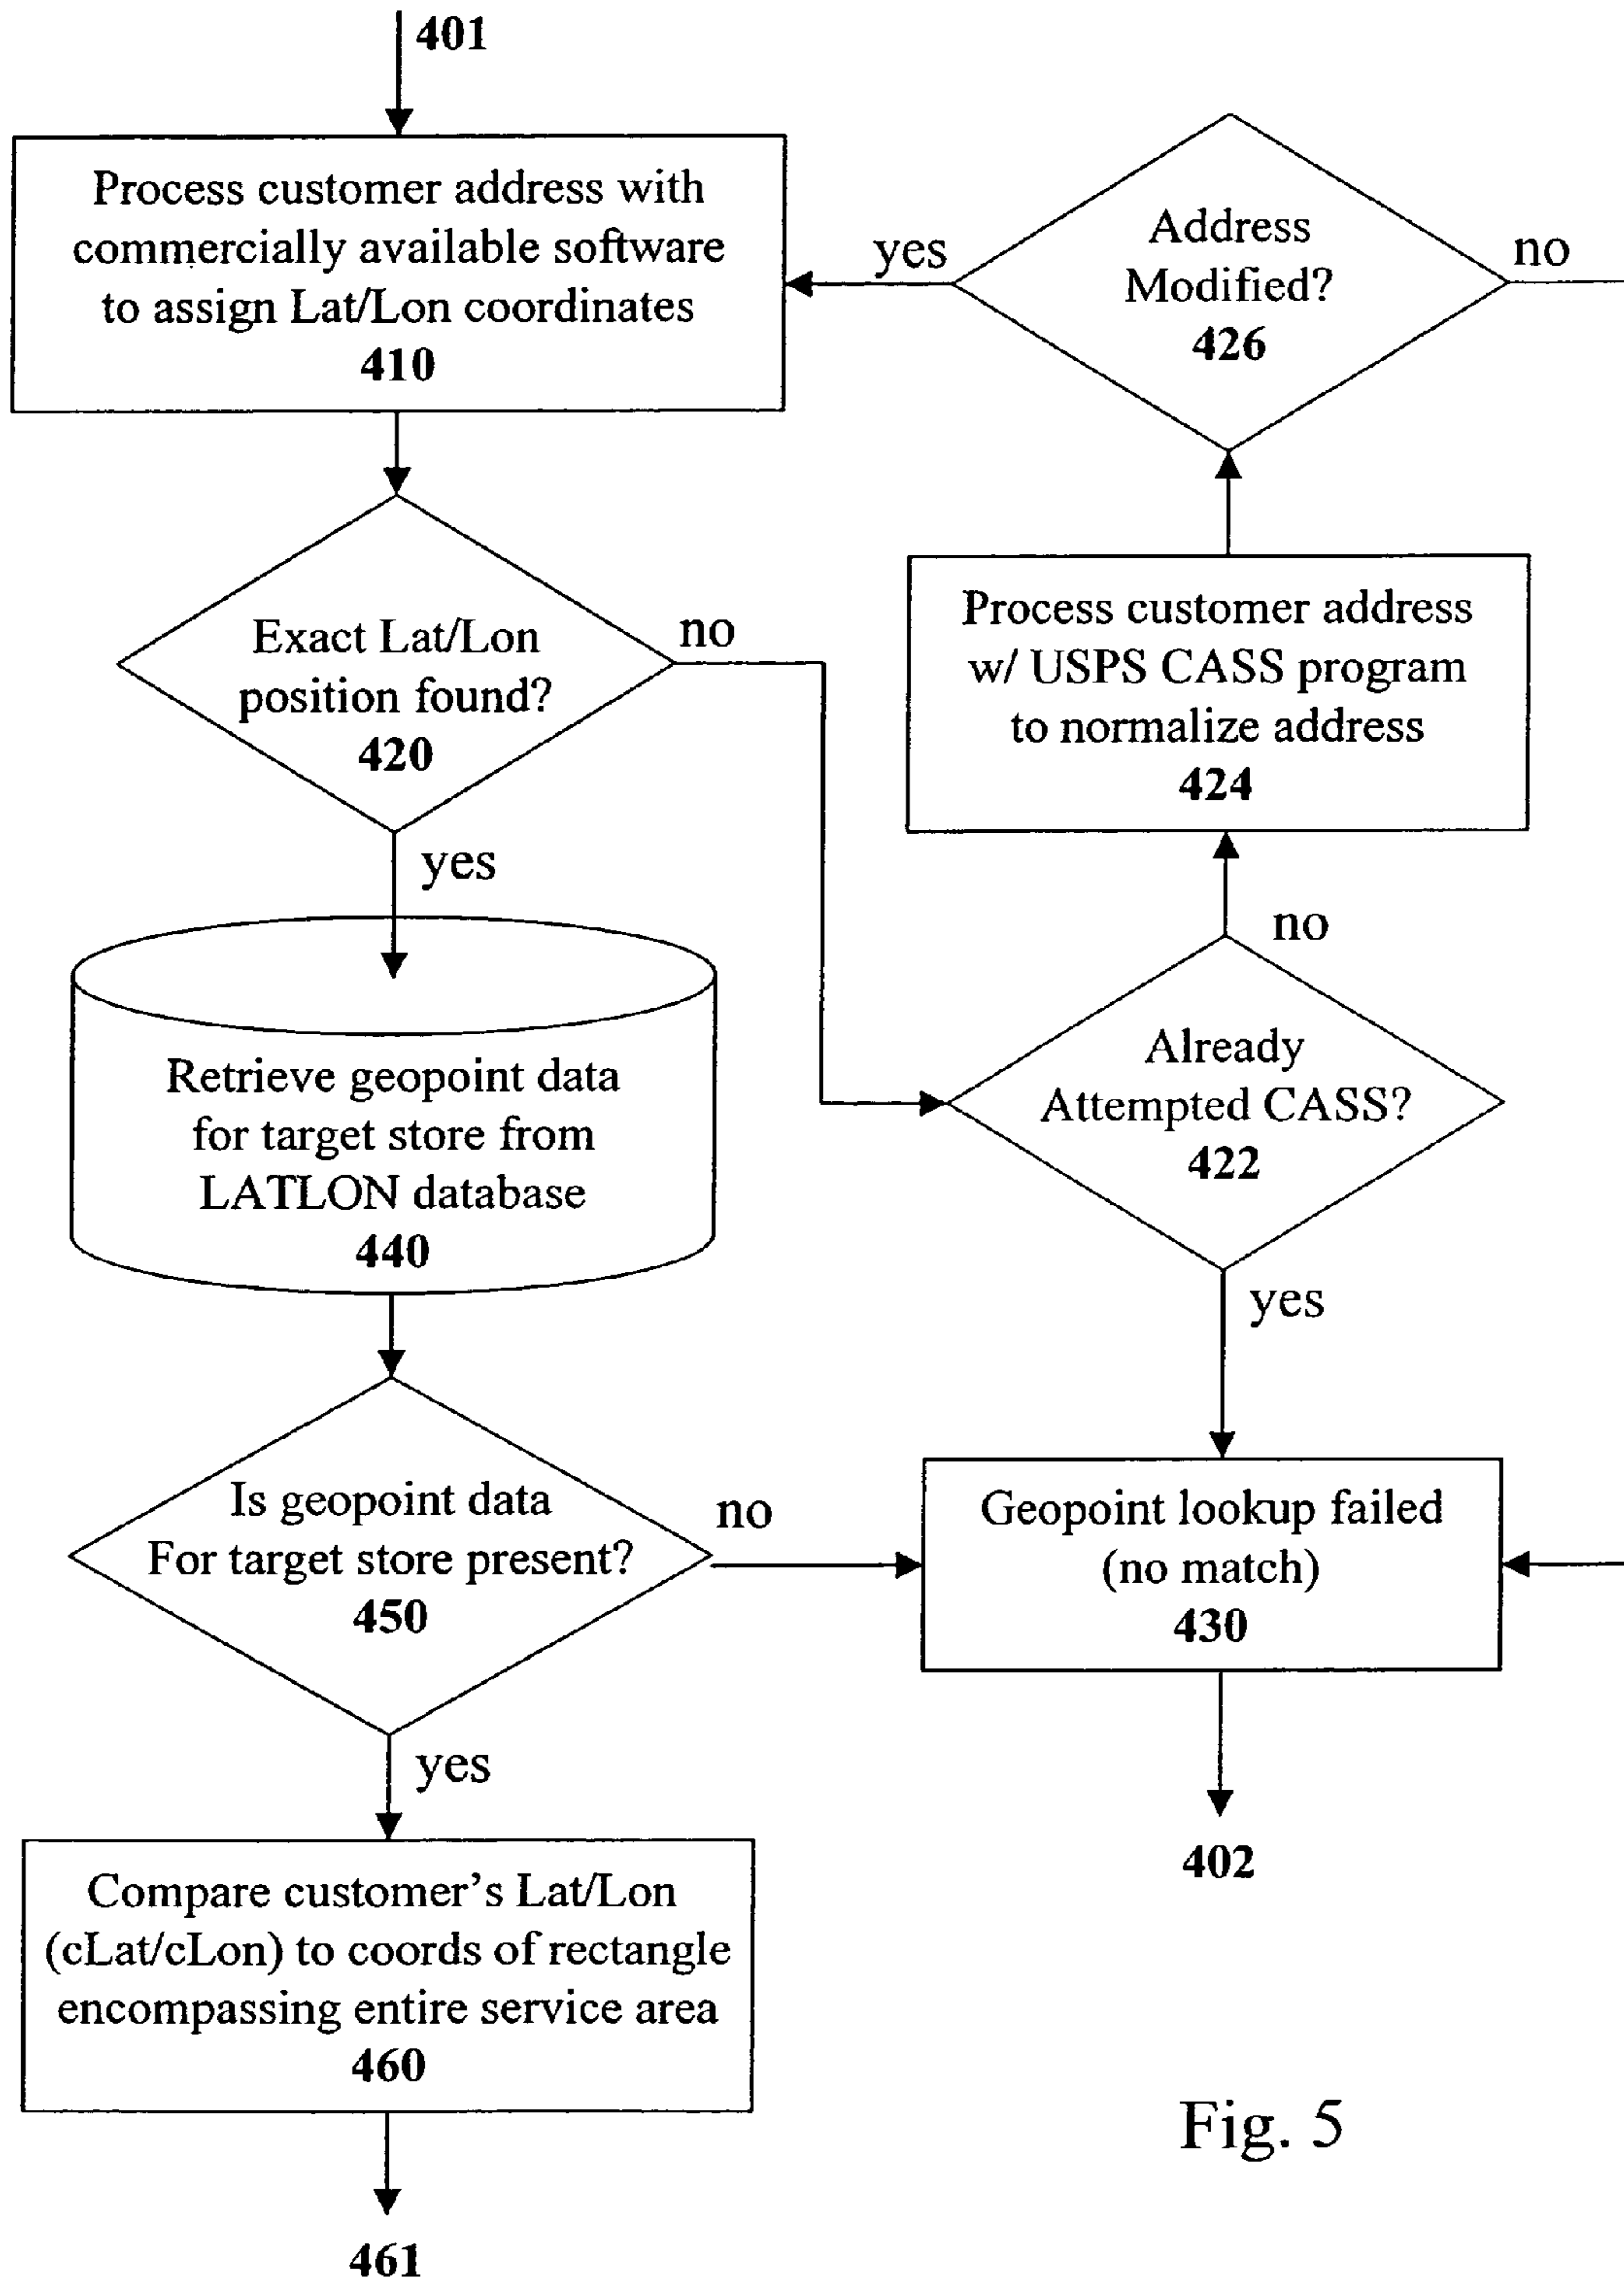 401
Process customer address with
commercially available software
to assign Lat/Lon coordinates
410
yes
Address
Modified?
426
no
Exact Lat/Lon
position found?
420
no
yes
Process customer address
w/ USPS CASS program
to normalize address
424
no
Retrieve geopoint data
for target store from
LATLON database
440
Already
Attempted CASS?
422
yes
Is geopoint data
For target store present?
450
no
yes
Geopoint lookup failed
(no match)
430
402
Compare customer's Lat/Lon
(cLat/cLon) to coords of rectangle
encompassing entire service area
460
461
Fig. 5